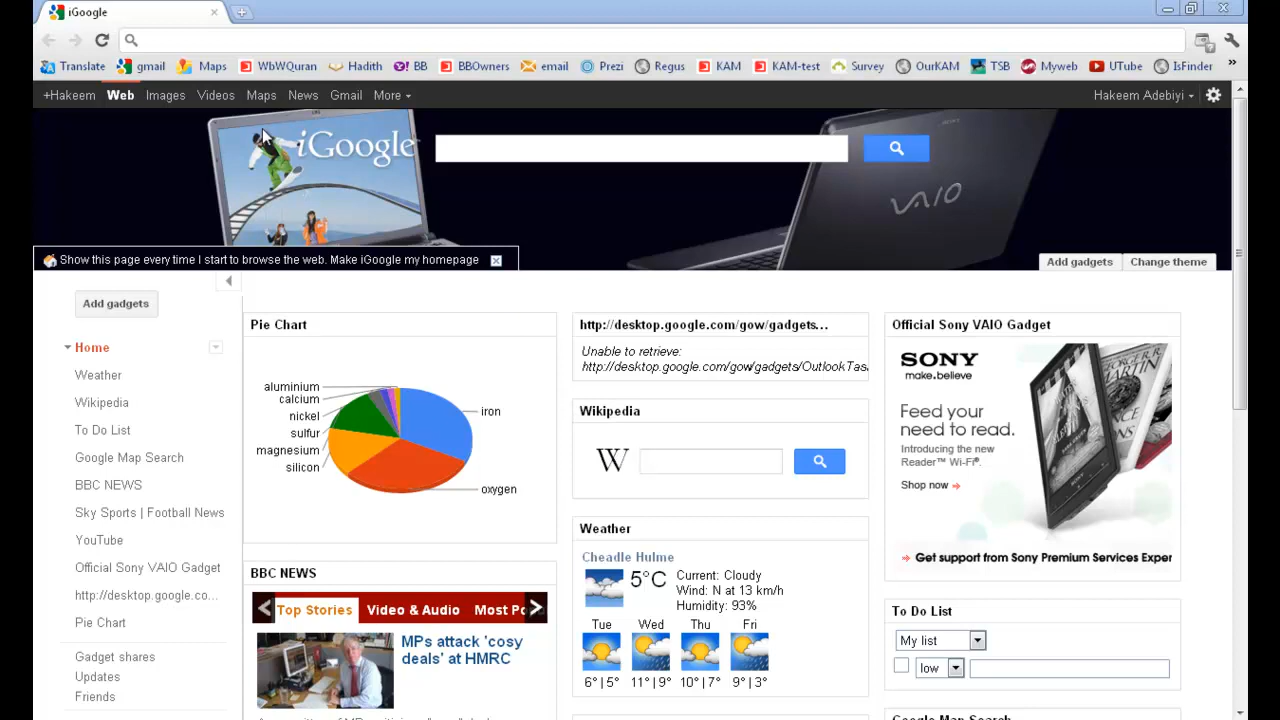 iGoogle
Translate gmail Maps WbWQuran Hadith BB BBOwners email Prezi Regus KAM KAM-test Survey OurKAM TSB Myweb UTube IsFinder »
+Hakeem Web Images Videos Maps News Gmail More Hakeem Adebiyi
iGoogle
VAIO
Show this page every time I start to browse the web. Make iGoogle my homepage
Add gadgets Change theme
Add gadgets
Home
Weather
Wikipedia
To Do List
Google Map Search
BBC NEWS
Sky Sports | Football News
YouTube
Official Sony VAIO Gadget
http://desktop.google.co...
Pie Chart
Gadget shares
Updates
Friends
Pie Chart
aluminium
calcium
nickel
sulfur
magnesium
silicon
iron
oxygen
BBC NEWS
Top Stories Video & Audio Most Po
MPs attack 'cosy
deals' at HMRC
http://desktop.google.com/gow/gadgets...
Unable to retrieve:
http://desktop.google.com/gow/gadgets/OutlookTas
Wikipedia
W
Weather
Cheadle Hulme
5°C
Current: Cloudy
Wind: N at 13 km/h
Humidity: 93%
Tue Wed Thu Fri
6° | 5° 11° | 9° 10° | 7° 9° | 3°
Official Sony VAIO Gadget
SONY
make.believe
Feed your
need to read.
Introducing the new
Reader™ Wi-Fi®.
Shop now
Get support from Sony Premium Services Exper
To Do List
My list
low
Google Map Search